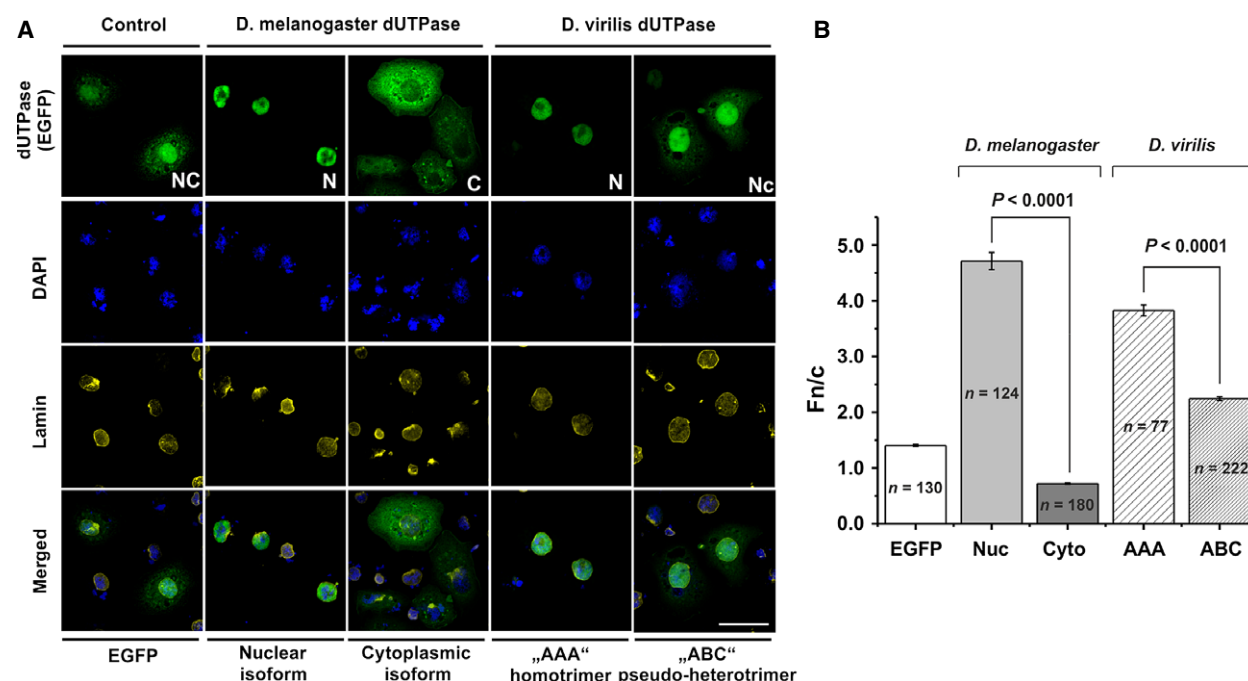 A
Control
D. melanogaster dUTPase
D. virilis dUTPase
dUTPase
(EGFP)
NC
N
C
N
Nc
DAPI
Lamin
Merged
EGFP
Nuclear
isoform
Cytoplasmic
isoform
„AAA“
homotrimer
„ABC“
pseudo-heterotrimer
B
D. melanogaster
D. virilis
P < 0.0001
P < 0.0001
Fn/c
5.0
4.0
3.0
2.0
1.0
0.0
n = 130
n = 124
n = 180
n = 77
n = 222
EGFP
Nuc
Cyto
AAA
ABC